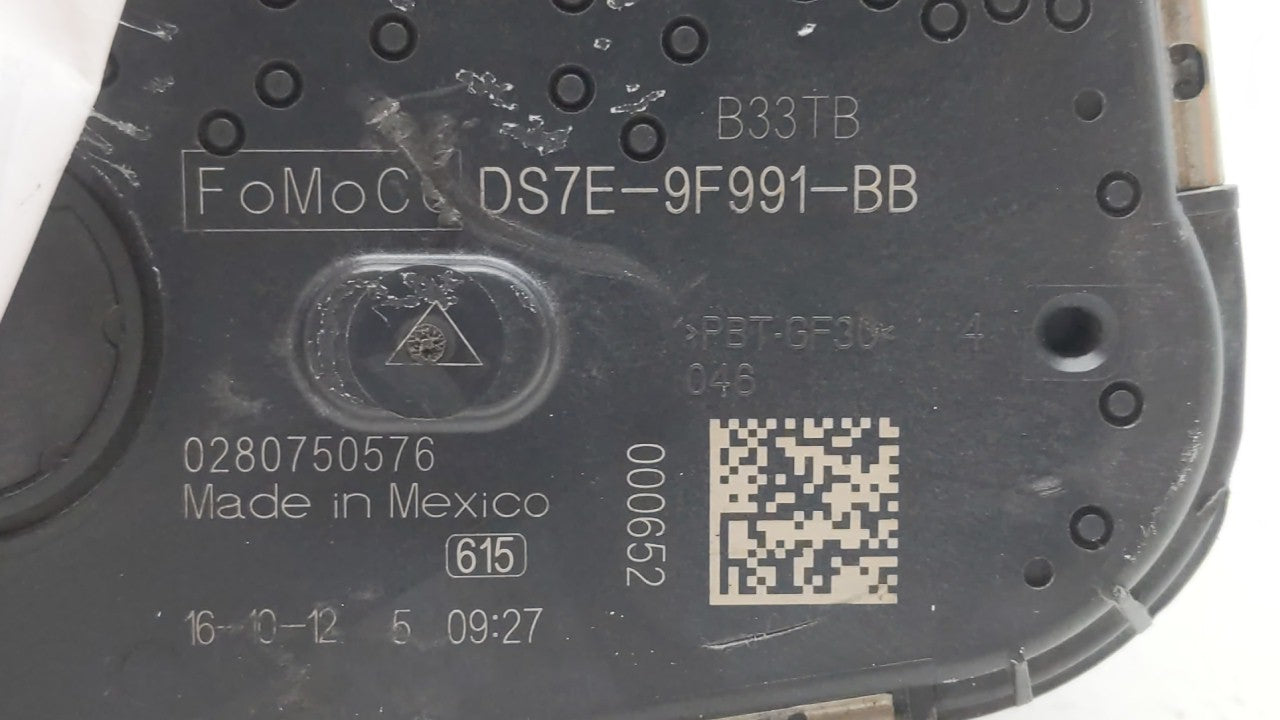 B33TB
FoMoCo DS7E-9F991-BB
>PBT-GF30< 4
046
0280750576
Made in Mexico
000652
615
16-10-12 5 09:27